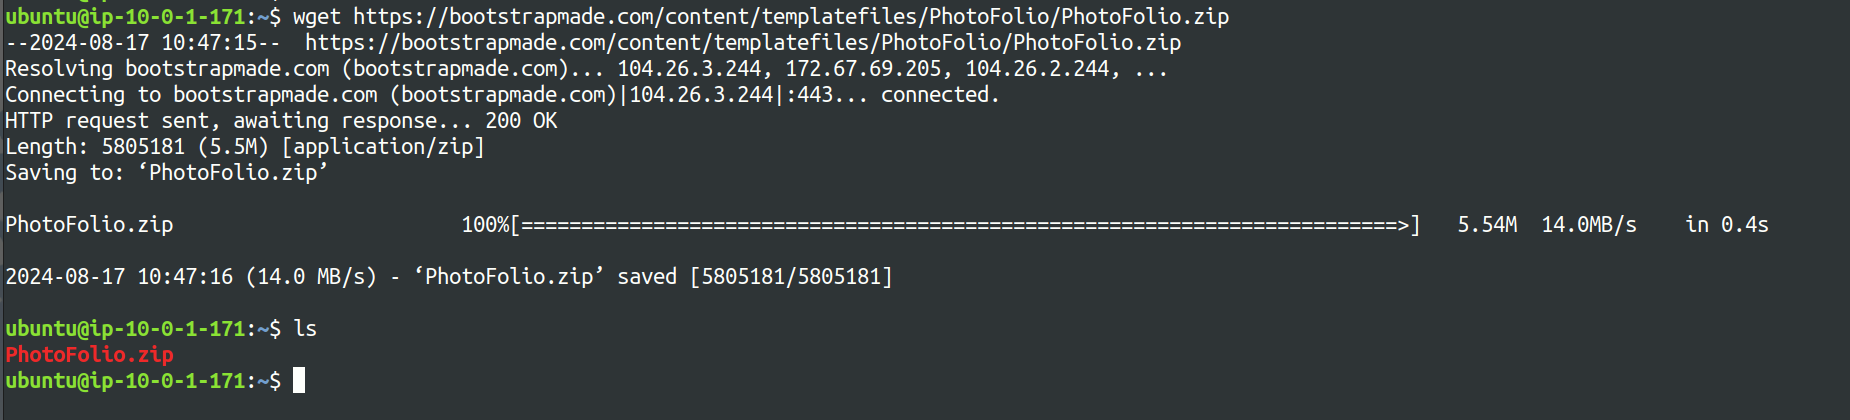 ubuntu@ip-10-0-1-171:~$ wget https://bootstrapmade.com/content/templatefiles/PhotoFolio/PhotoFolio.zip
--2024-08-17 10:47:15--  https://bootstrapmade.com/content/templatefiles/PhotoFolio/PhotoFolio.zip
Resolving bootstrapmade.com (bootstrapmade.com)... 104.26.3.244, 172.67.69.205, 104.26.2.244, ...
Connecting to bootstrapmade.com (bootstrapmade.com)|104.26.3.244|:443... connected.
HTTP request sent, awaiting response... 200 OK
Length: 5805181 (5.5M) [application/zip]
Saving to: ‘PhotoFolio.zip’
PhotoFolio.zip                        100%[=========================================================================>]   5.54M  14.0MB/s    in 0.4s
2024-08-17 10:47:16 (14.0 MB/s) - ‘PhotoFolio.zip’ saved [5805181/5805181]
ubuntu@ip-10-0-1-171:~$ ls
PhotoFolio.zip
ubuntu@ip-10-0-1-171:~$